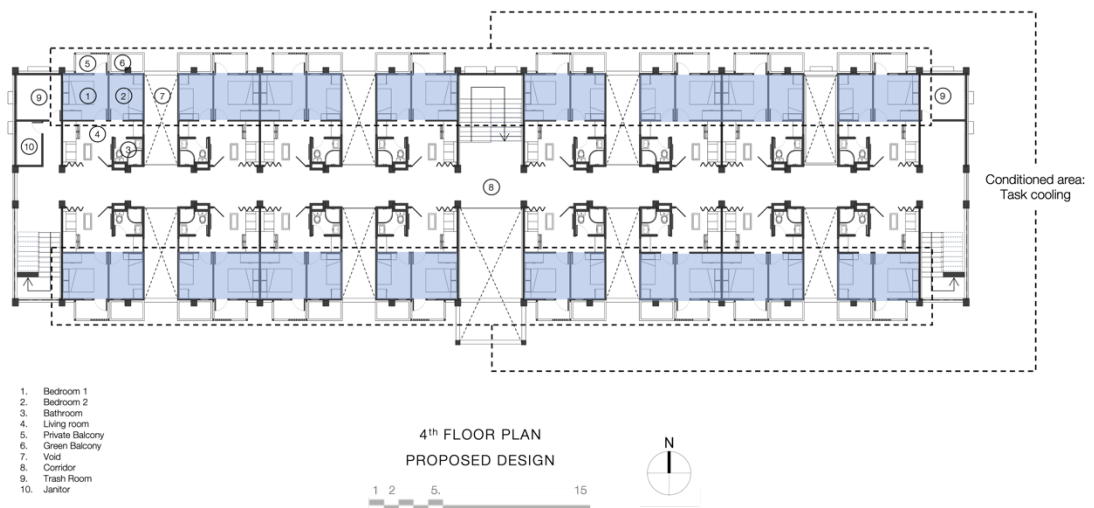 5
6
9
1
2
7
9
4
3
10
8
Conditioned area:
Task cooling
1. Bedroom 1
2. Bedroom 2
3. Bathroom
4. Living room
5. Private Balcony
6. Green Balcony
7. Void
8. Corridor
9. Trash Room
10. Janitor
4th FLOOR PLAN
PROPOSED DESIGN
N
1 2 5. 15